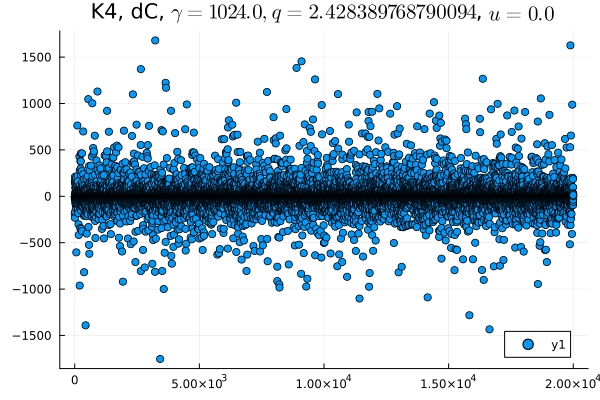 K4, dC, γ = 1024.0, q = 2.428389768790094, u = 0.0
1500
1000
500
0
−500
−1000
−1500
0 5.00×10³ 1.00×10⁴ 1.50×10⁴ 2.00×10⁴
y1